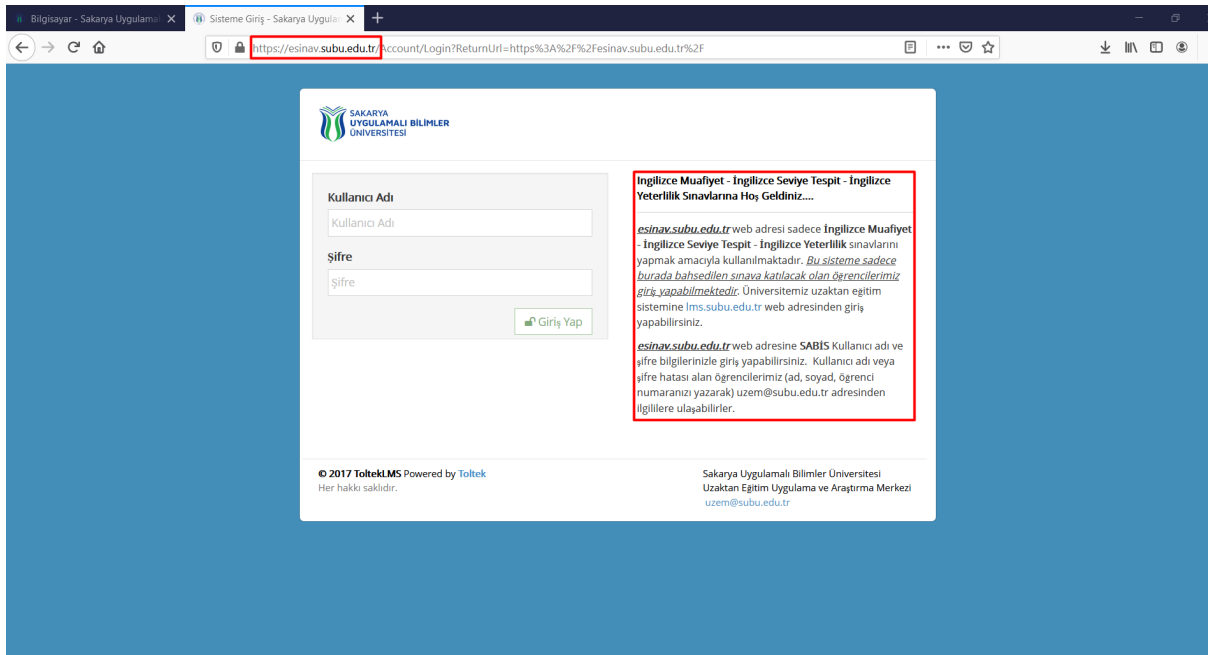 Bilgisayar - Sakarya Uygulama
Sisteme Giriş - Sakarya Uygulan
https://esinav.subu.edu.tr/Account/Login?ReturnUrl=https%3A%2F%2Fesinav.subu.edu.tr%2F
SAKARYA
UYGULAMALI BİLİMLER
ÜNİVERSİTESİ
Kullanıcı Adı
Kullanıcı Adı
Şifre
Şifre
Giriş Yap
Ingilizce Muafiyet - İngilizce Seviye Tespit - İngilizce
Yeterlilik Sınavlarına Hoş Geldiniz....
esinav.subu.edu.tr web adresi sadece İngilizce Muafiyet
- İngilizce Seviye Tespit - İngilizce Yeterlilik sınavlarını
yapmak amacıyla kullanılmaktadır. Bu sisteme sadece
burada bahsedilen sınava katılacak olan öğrencilerimiz
giriş yapabilmektedir. Üniversitemiz uzaktan eğitim
sistemine lms.subu.edu.tr web adresinden giriş
yapabilirsiniz.
esinav.subu.edu.tr web adresine SABİS Kullanıcı adı ve
şifre bilgilerinizle giriş yapabilirsiniz. Kullanıcı adı veya
şifre hatası alan öğrencilerimiz (ad, soyad, öğrenci
numaranızı yazarak) uzem@subu.edu.tr adresinden
ilgililere ulaşabilirler.
© 2017 ToltekLMS Powered by Toltek
Her hakkı saklıdır.
Sakarya Uygulamalı Bilimler Üniversitesi
Uzaktan Eğitim Uygulama ve Araştırma Merkezi
uzem@subu.edu.tr